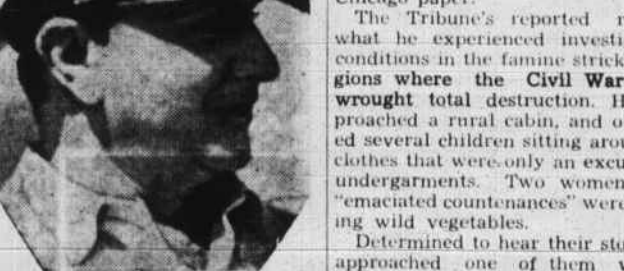 Chicago paper.
The Tribune's reported
what he experienced investi
conditions in the famine strick
gions where the Civil War
wrought total destruction. H
proached a rural cabin, and o
ed several children sitting arou
clothes that were only an excu
undergarments. Two women
"emaciated countenances" were
ing wild vegetables.
Determined to hear their sto
approached one of them